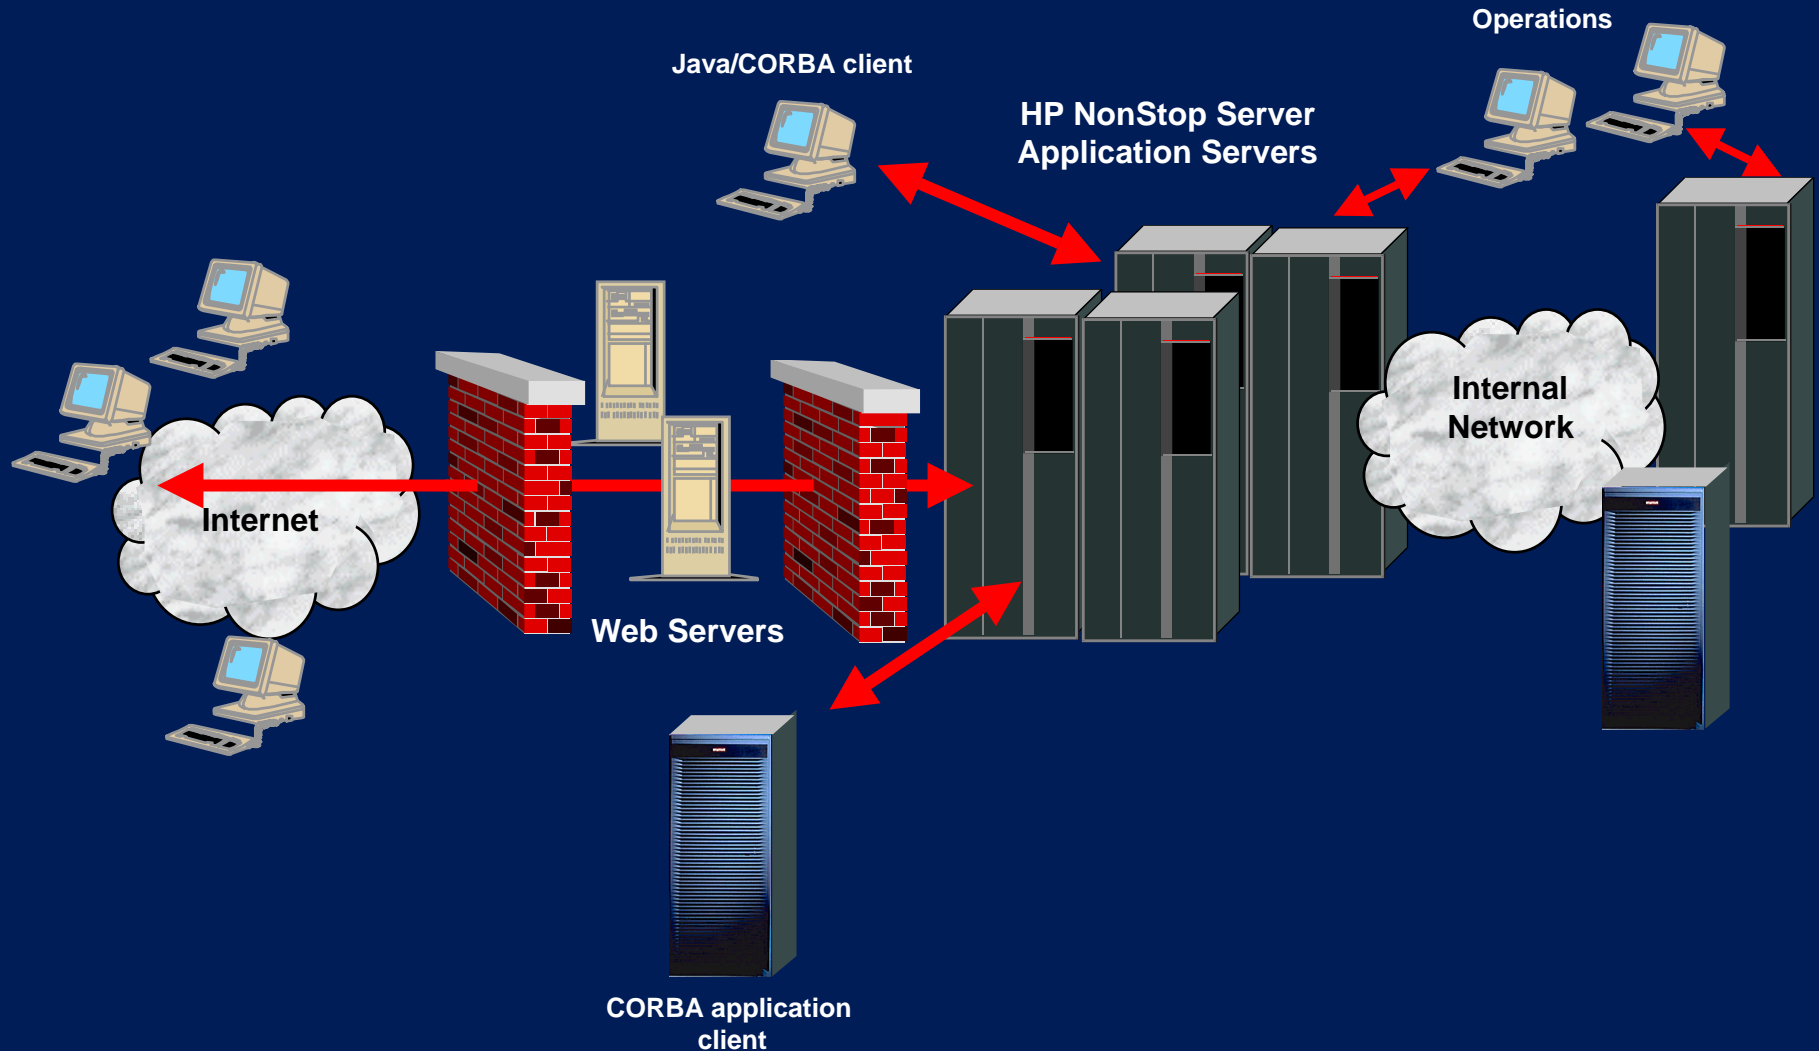 Operations
Java/CORBA client
HP NonStop Server
Application Servers
Internal
Network
Internet
Web Servers
CORBA application
client